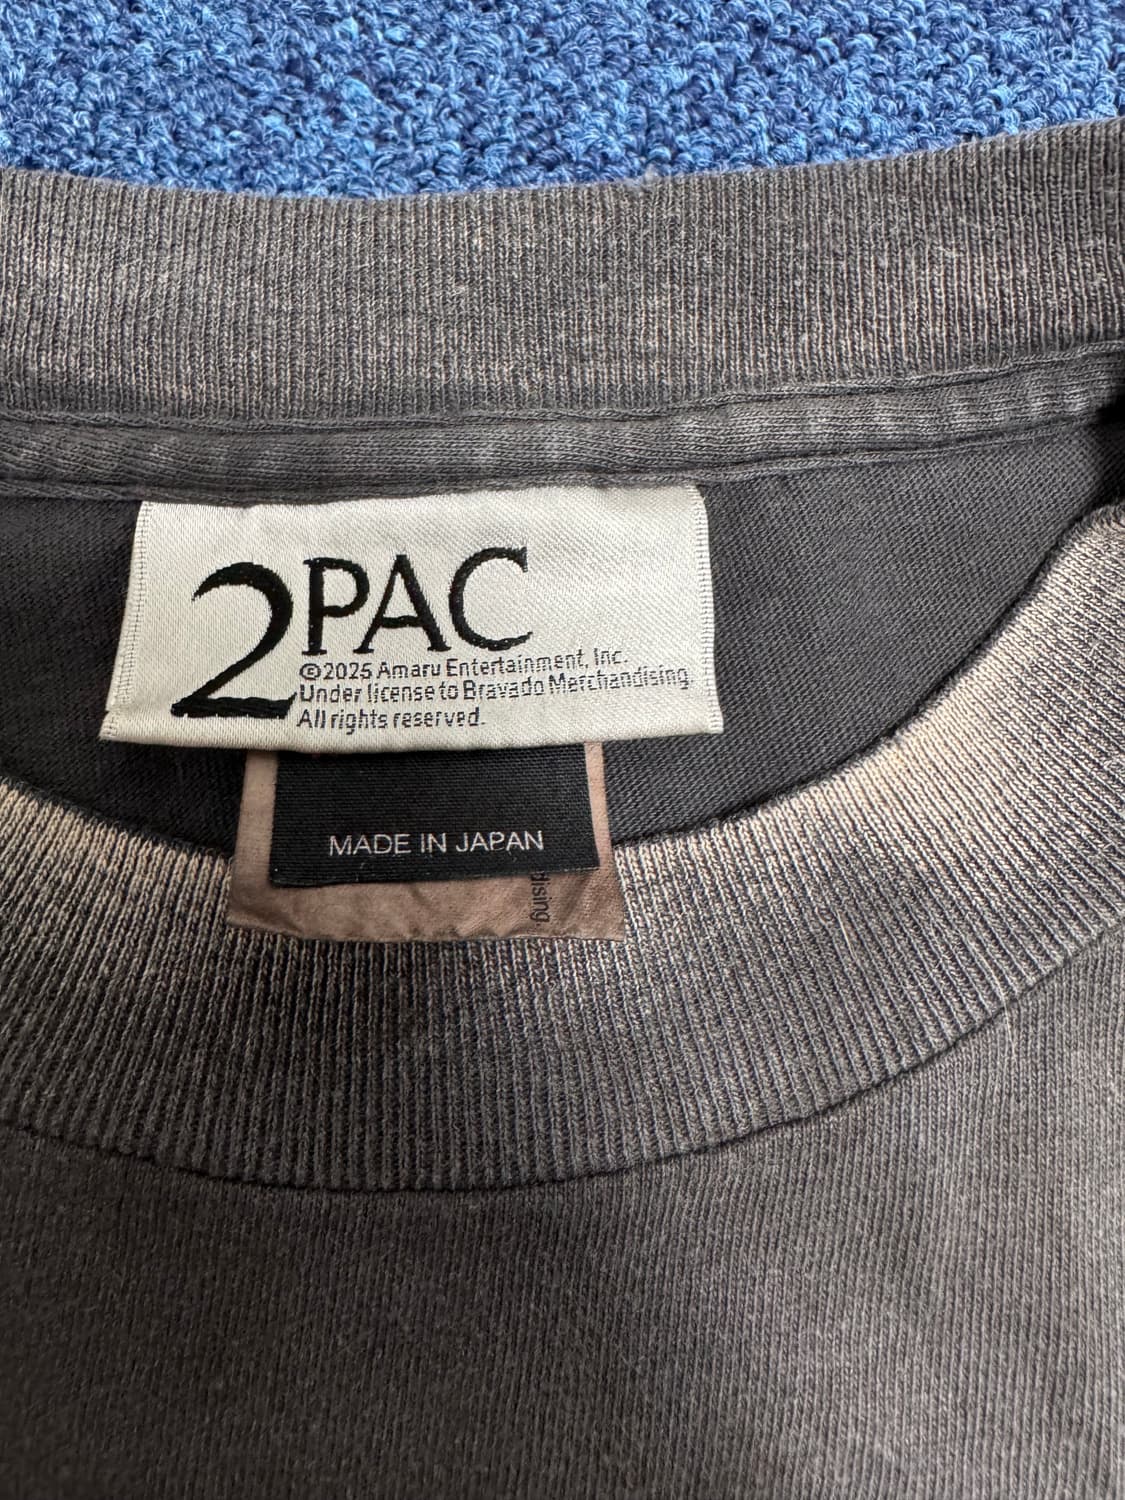 2PAC
©2025 Amaru Entertainment, Inc.
Under license to Bravado Merchandising.
All rights reserved.
MADE IN JAPAN